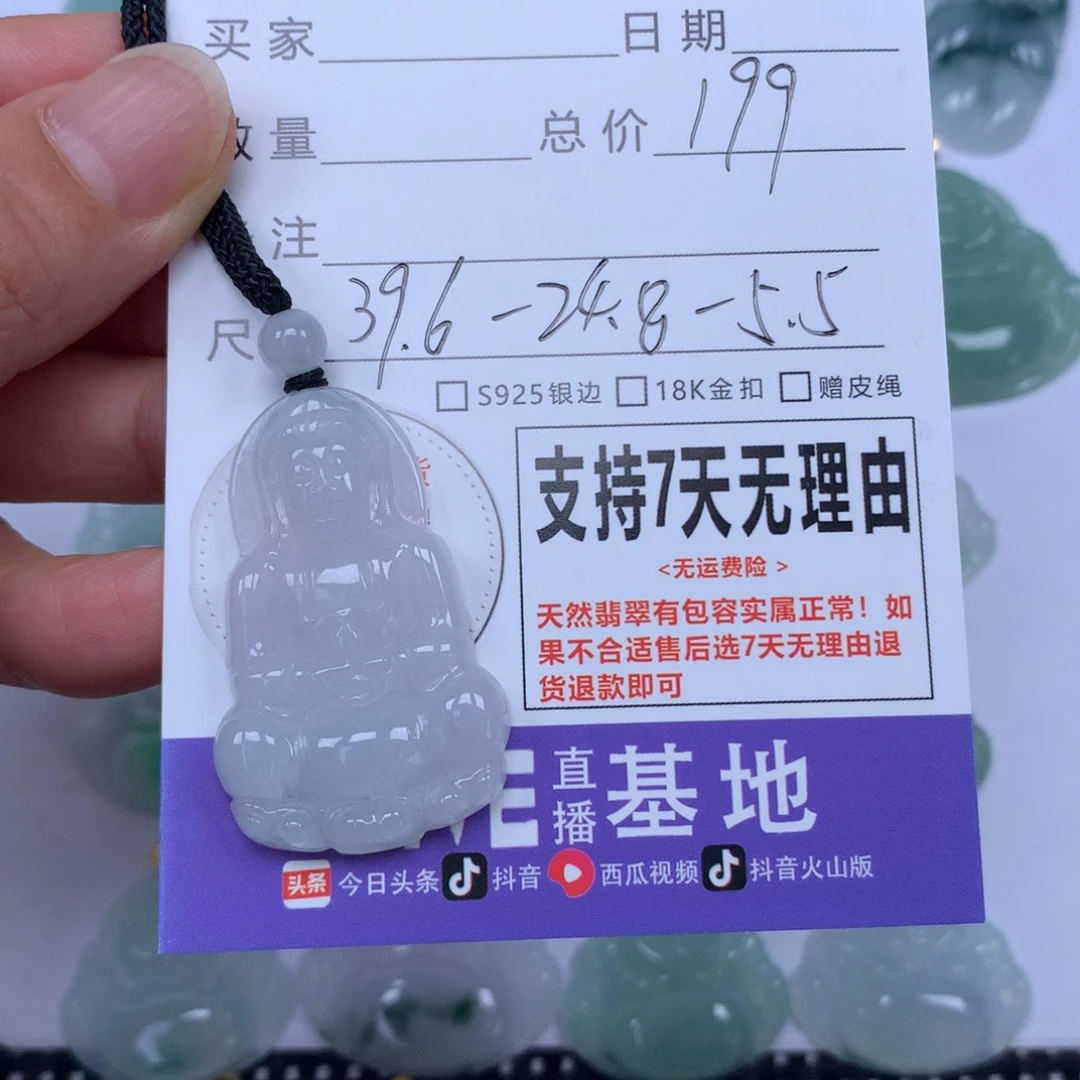 买家 日期
数量 总价 199
注
尺 39.6-24.8-5.5
S925银边 18K金扣 赠皮绳
支持7天无理由
<无运费险 >
天然翡翠有包容实属正常！如
果不合适售后选7天无理由退
货退款即可
直播基地
头条 今日头条 抖音 西瓜视频 抖音火山版